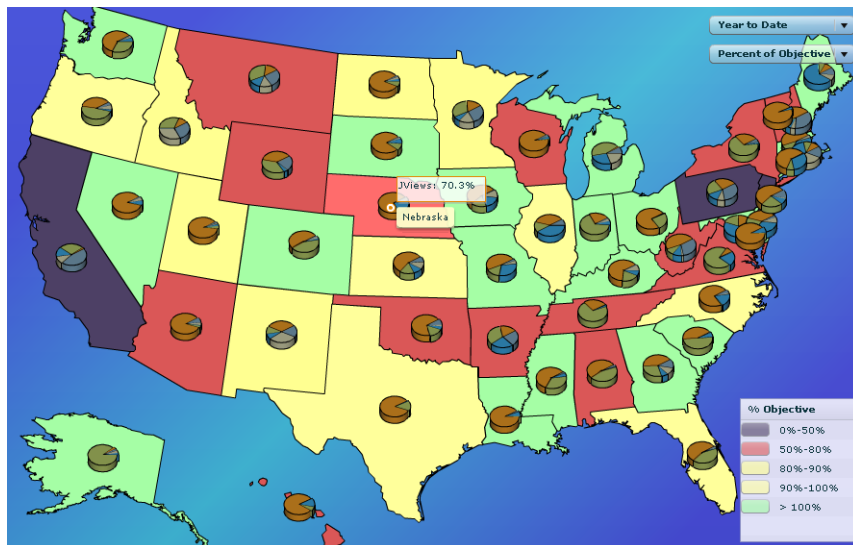 Year to Date
Percent of Objective
JViews: 70.3%
Nebraska
% Objective
0%-50%
50%-80%
80%-90%
90%-100%
> 100%